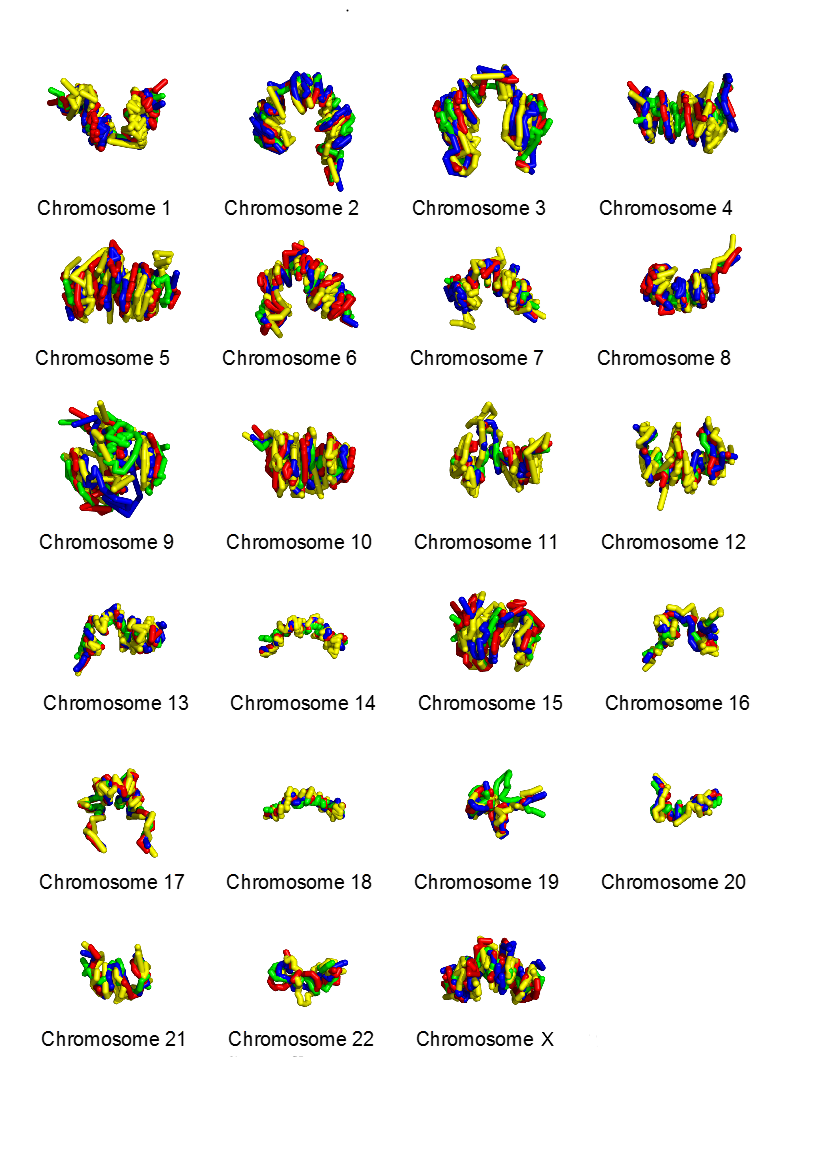 Chromosome 1
Chromosome 2
Chromosome 3
Chromosome 4
Chromosome 5
Chromosome 6
Chromosome 7
Chromosome 8
Chromosome 9
Chromosome 10
Chromosome 11
Chromosome 12
Chromosome 13
Chromosome 14
Chromosome 15
Chromosome 16
Chromosome 17
Chromosome 18
Chromosome 19
Chromosome 20
Chromosome 21
Chromosome 22
Chromosome X